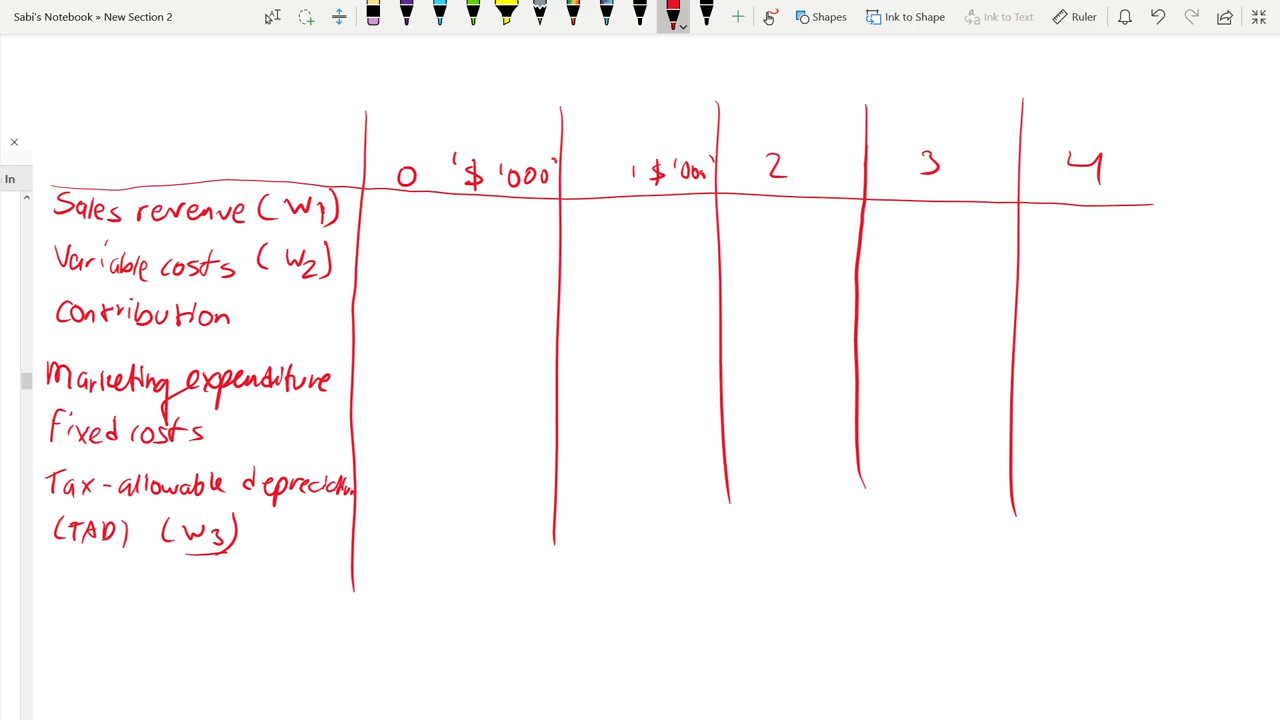 Sabi's Notebook » New Section 2
Shapes
Ink to Shape
Ink to Text
Ruler
In
0 '$ '000'
1 $ '000'
2
3
4
Sales revenue (W1)
Variable costs (W2)
Contribution
Marketing expenditure
Fixed costs
Tax-allowable depreciation
(TAD) (W3)